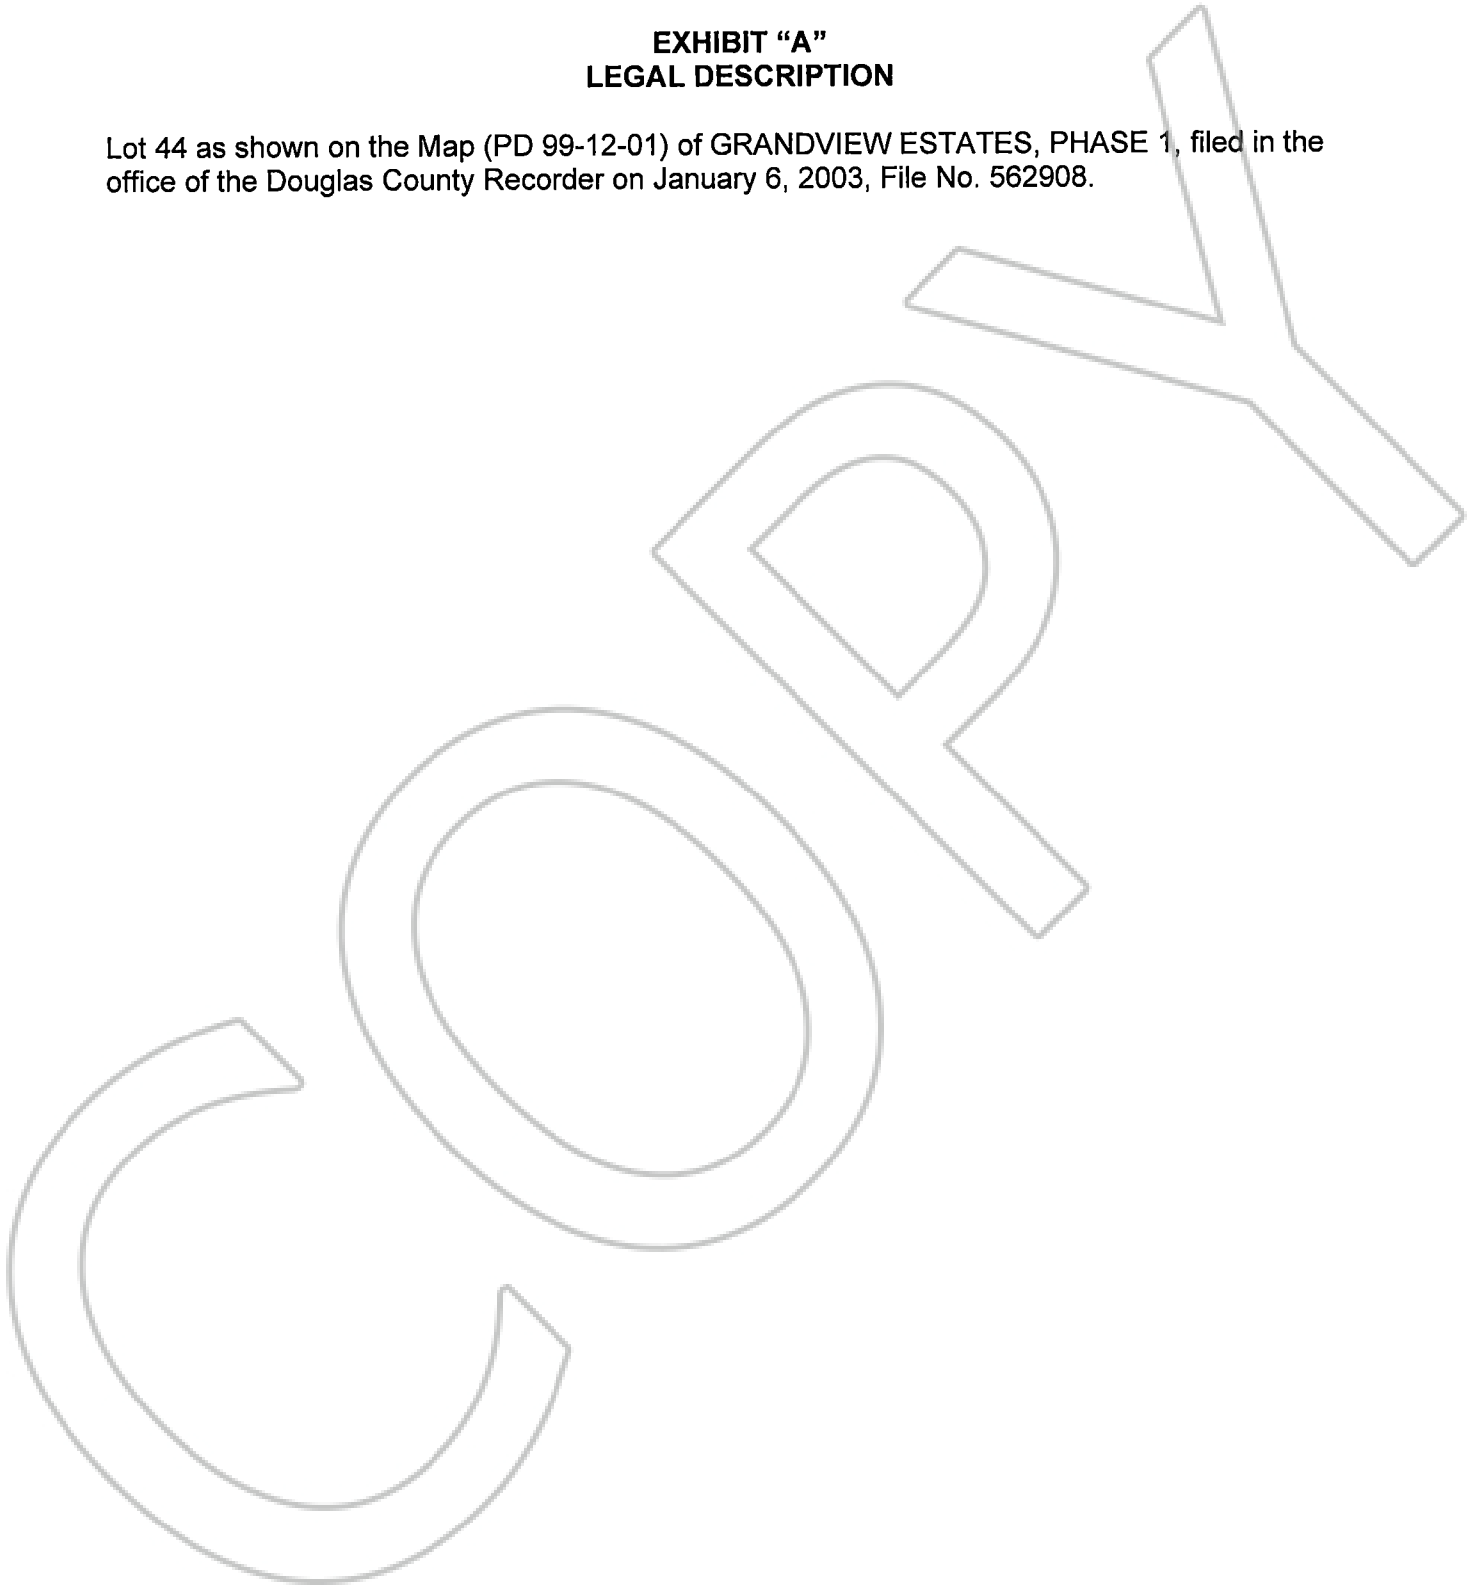 EXHIBIT “A”
LEGAL DESCRIPTION
Lot 44 as shown on the Map (PD 99-12-01) of GRANDVIEW ESTATES, PHASE 1, filed in the
office of the Douglas County Recorder on January 6, 2003, File No. 562908.
COPY